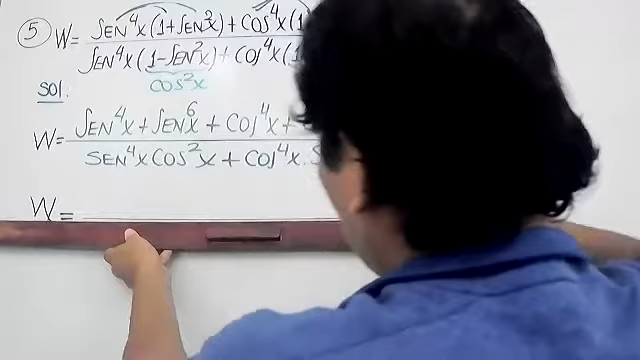 5 W = SEN⁴x(1+SEN²x) + COS⁴x(1
SEN⁴x(1-SEN²x) + COS⁴x(1
SOl. COS²x
W = SEN⁴x + SEN⁶x + COS⁴x +
SEN⁴x COS²x + COS⁴x. S
W =